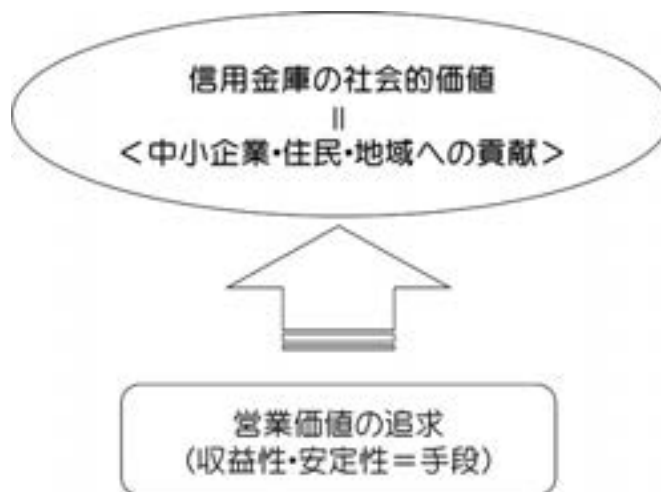 信用金庫の社会的価値
||
＜中小企業・住民・地域への貢献＞
営業価値の追求
(収益性・安定性＝手段)